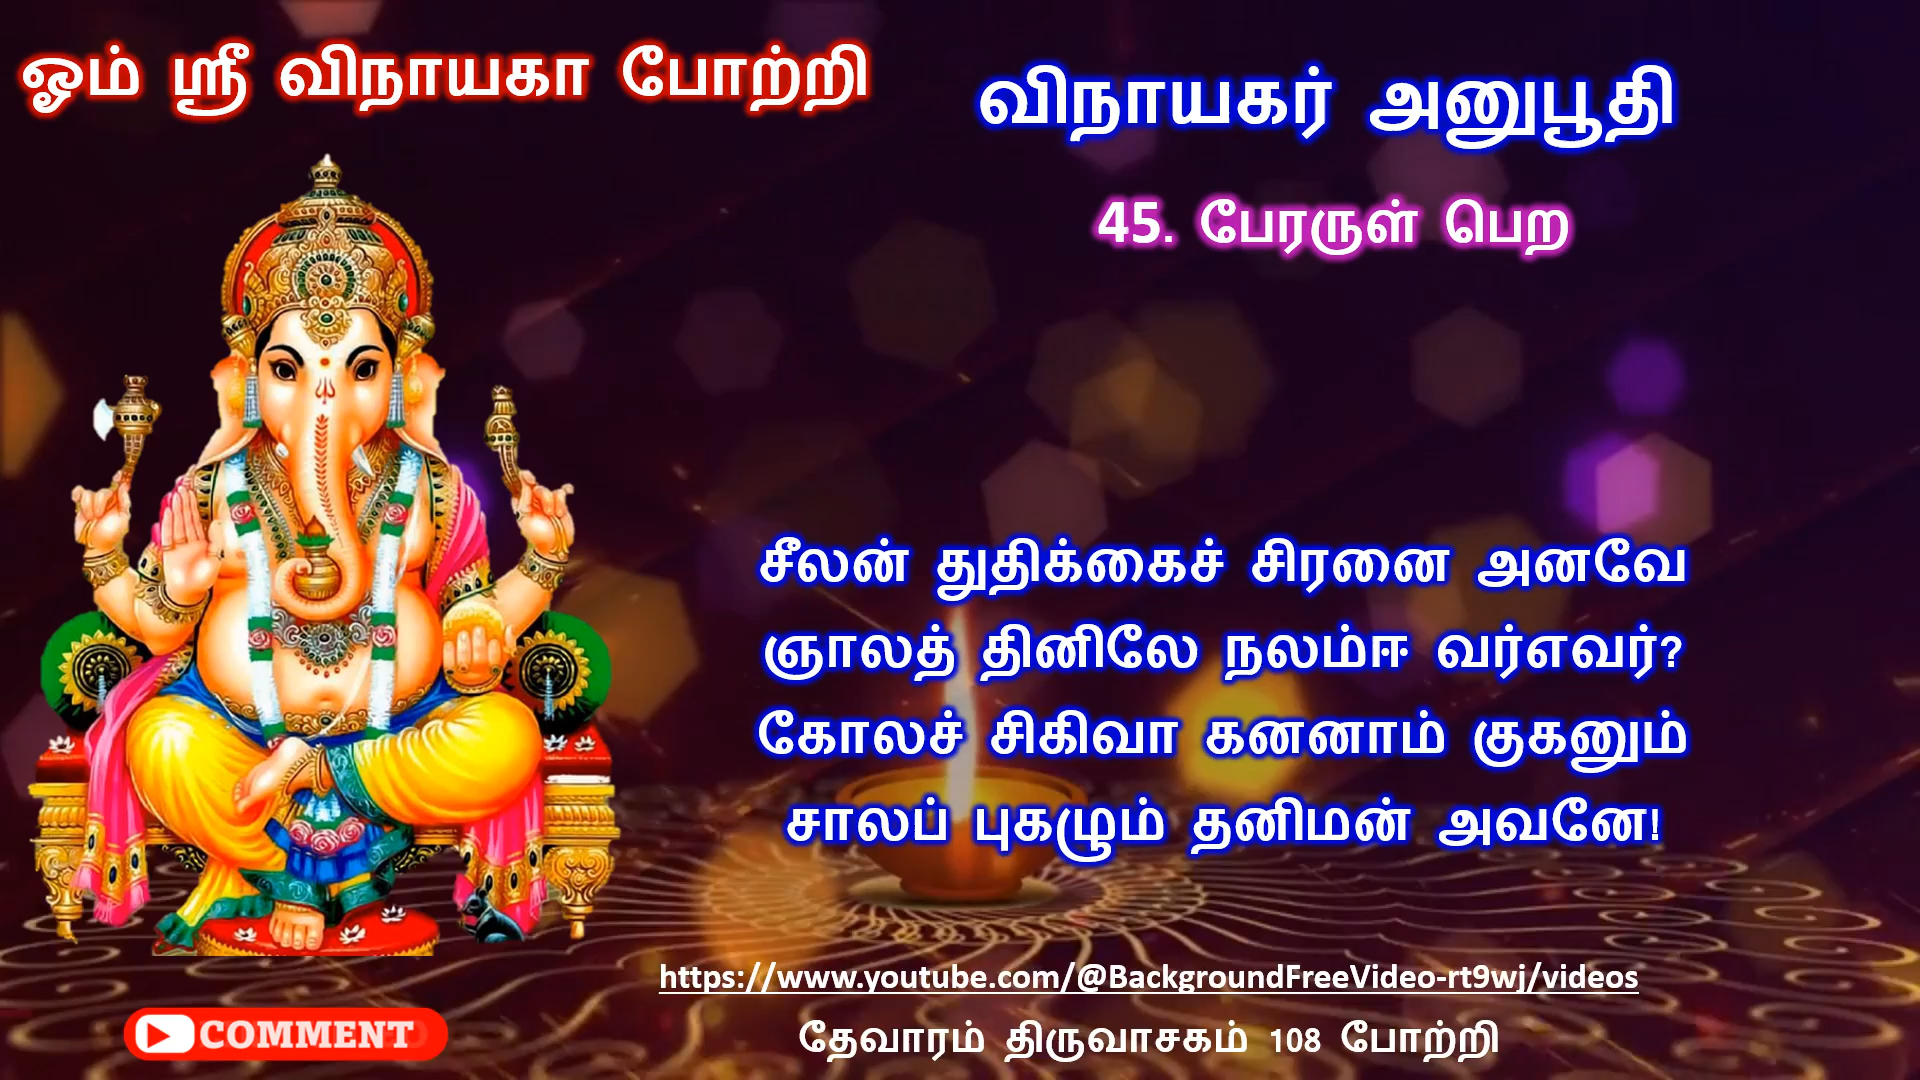 ஓம் ஸ்ரீ விநாயகா போற்றி
விநாயகர் அனுபூதி
45. பேரருள் பெற
சீலன் துதிக்கைச் சிரனை அனவே
ஞாலத் தினிலே நலம்ஈ வர்எவர்?
கோலச் சிகிவா கனனாம் குகனும்
சாலப் புகழும் தனிமன் அவனே!
https://www.youtube.com/@BackgroundFreeVideo-rt9wj/videos
COMMENT
தேவாரம் திருவாசகம் 108 போற்றி